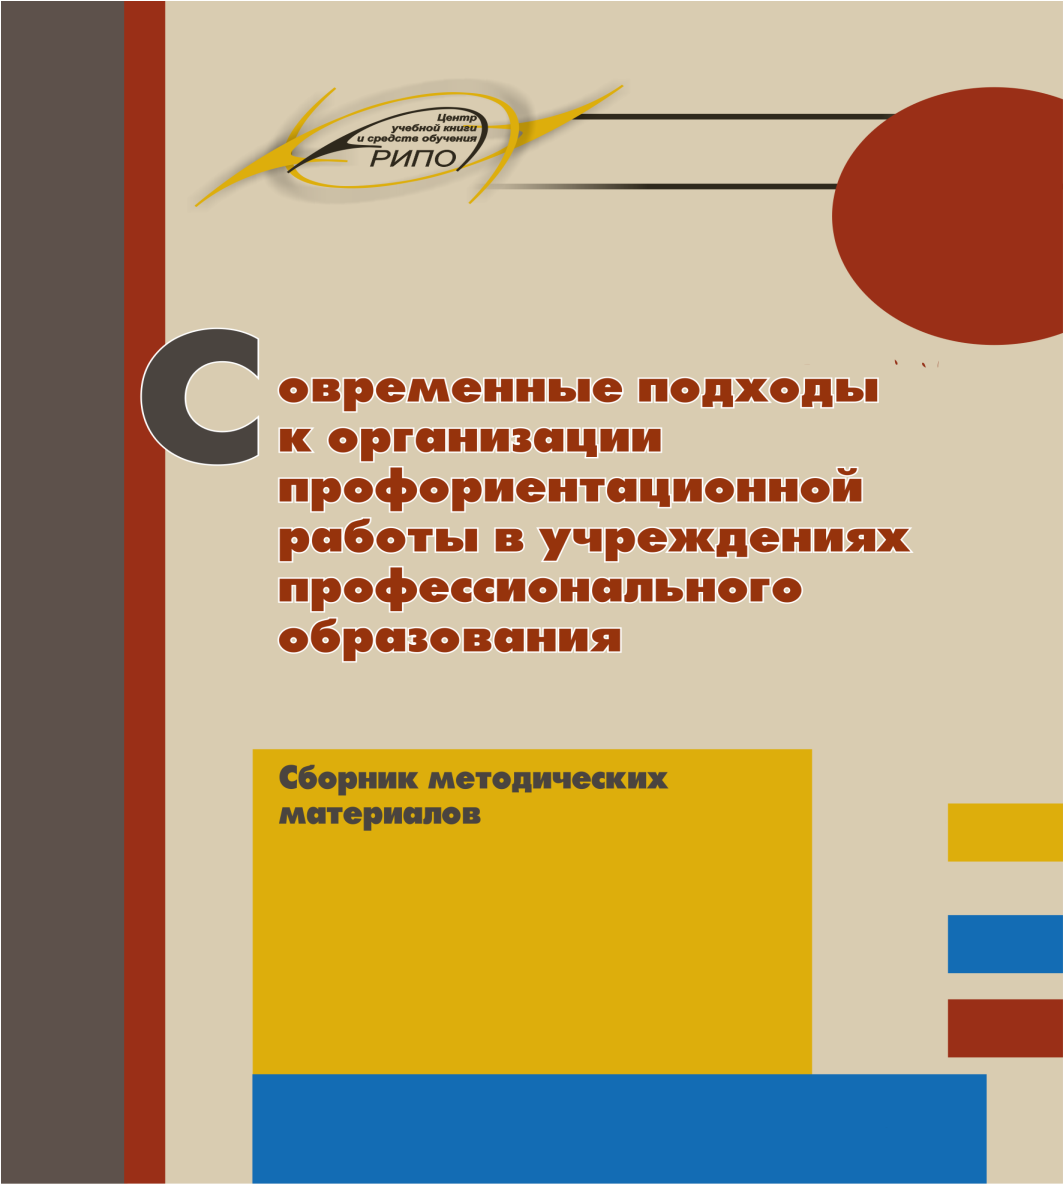 Центр
учебной книги
и средств обучения
РИПО
Современные подходы
к организации
профориентационной
работы в учреждениях
профессионального
образования
Сборник методических
материалов